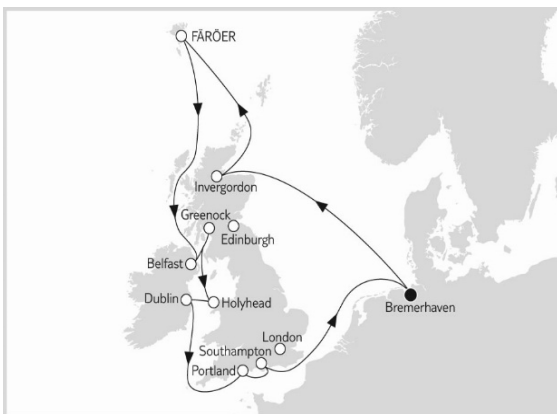 FÄRÖER
Invergordon
Greenock
Edinburgh
Belfast
Dublin
Holyhead
Bremerhaven
London
Southampton
Portland